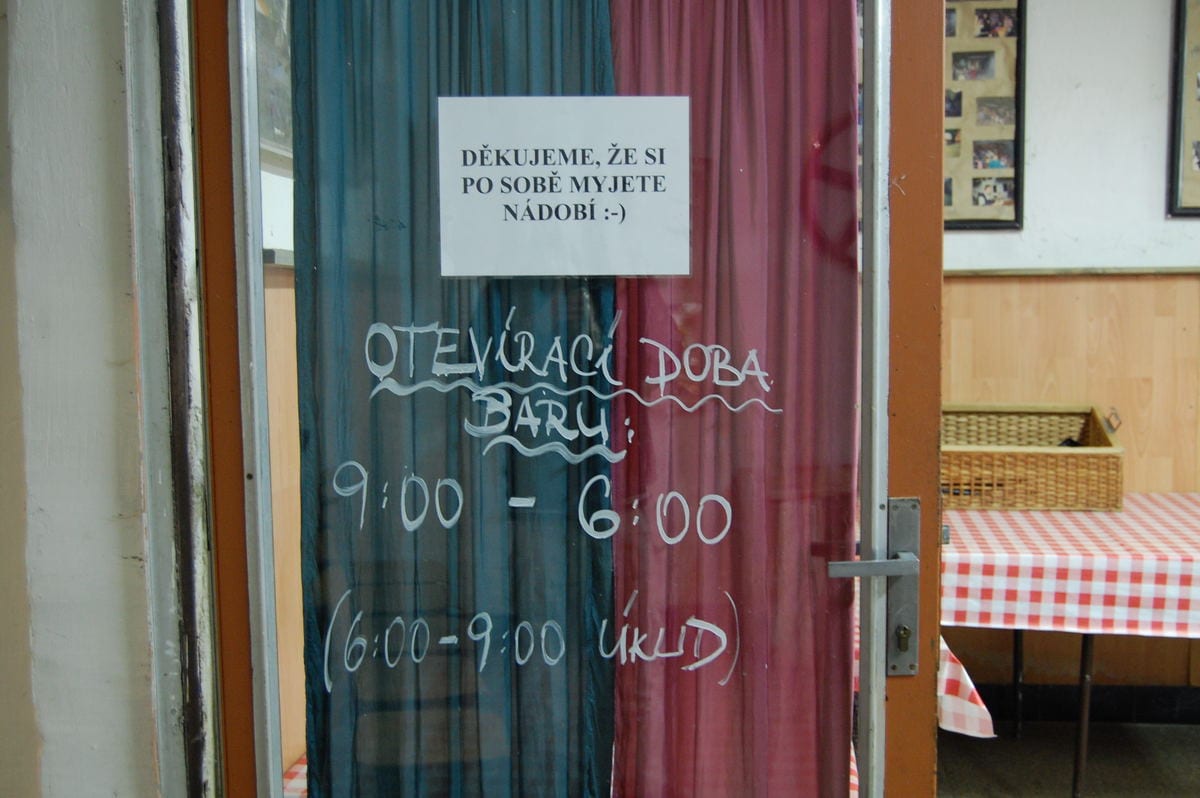 DĚKUJEME, ŽE SI
PO SOBĚ MYJETE
NÁDOBÍ :-)
OTEVÍRACÍ DOBA
BARU:
9:00 - 6:00
(6:00-9:00 ÚKLID)